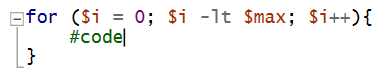 for ($i = 0; $i -lt $max; $i++){
    #code
}